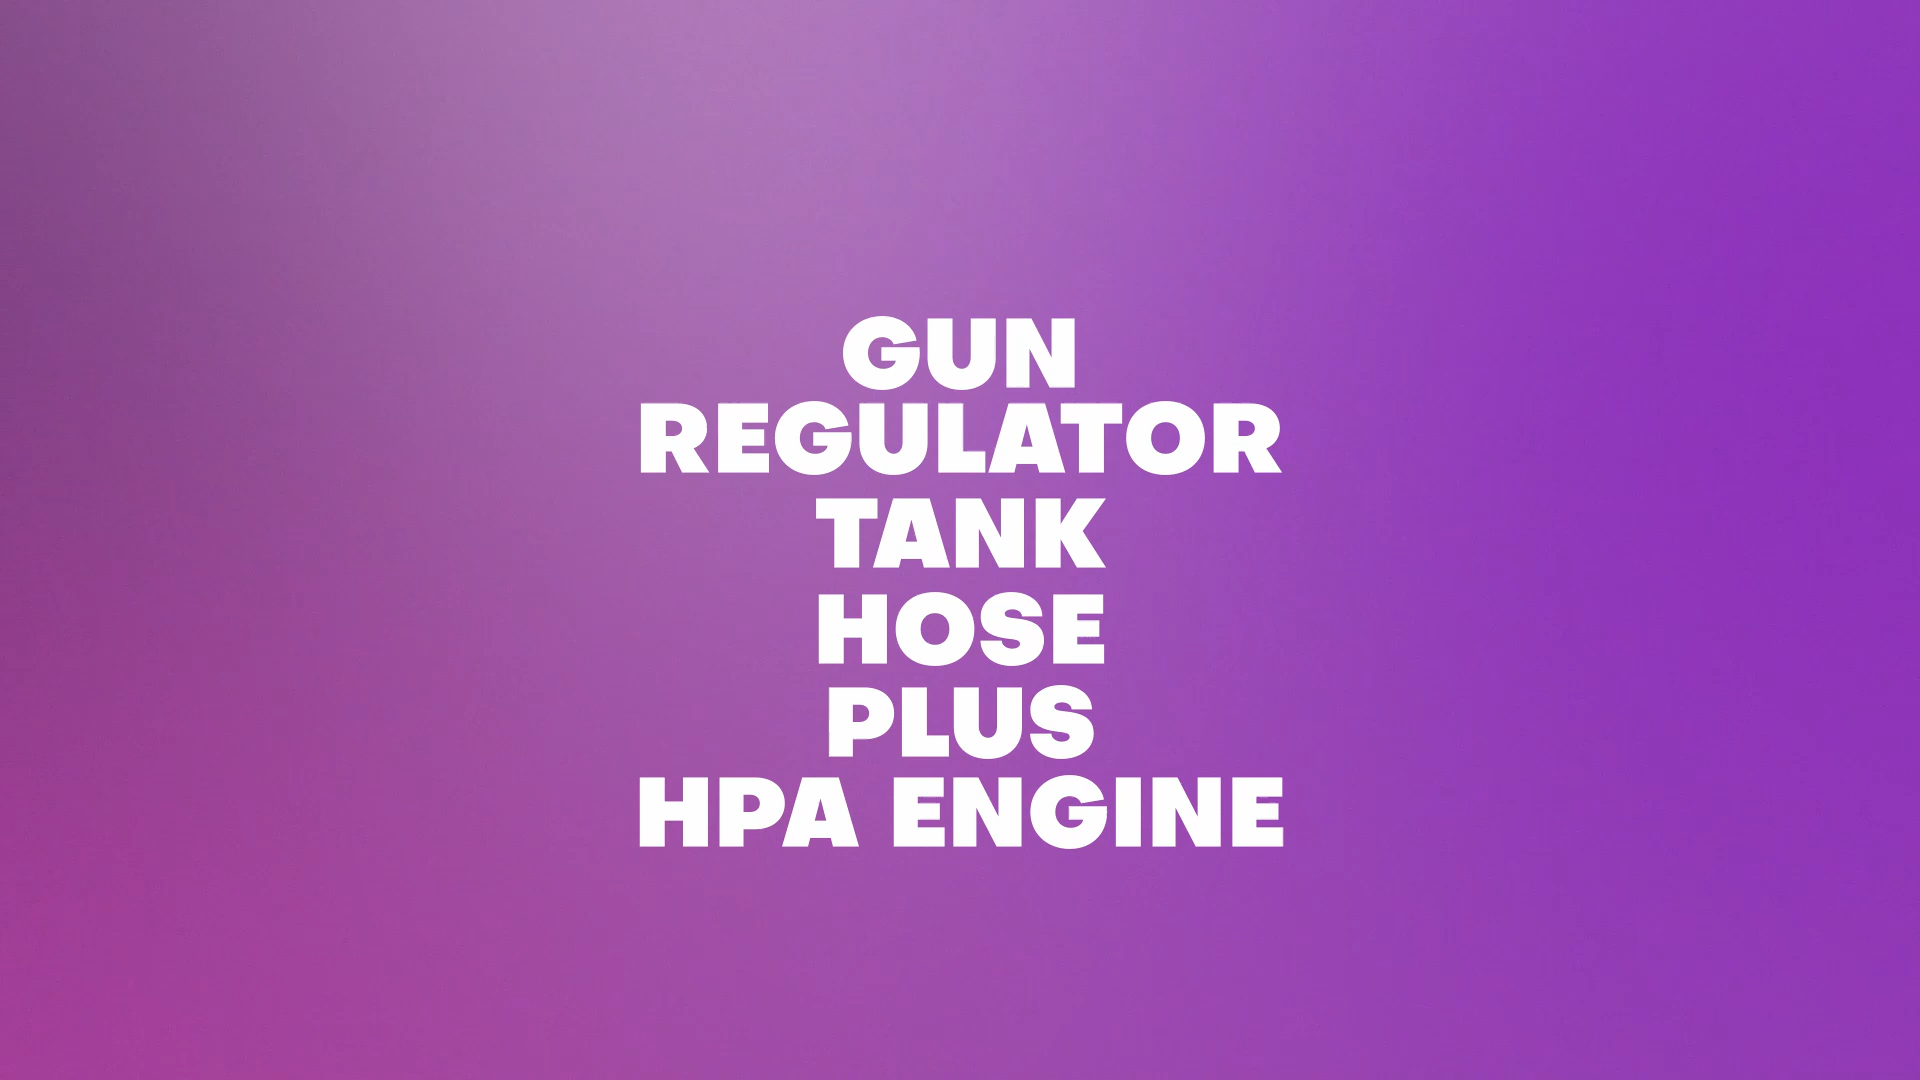 GUN
REGULATOR
TANK
HOSE
PLUS
HPA ENGINE